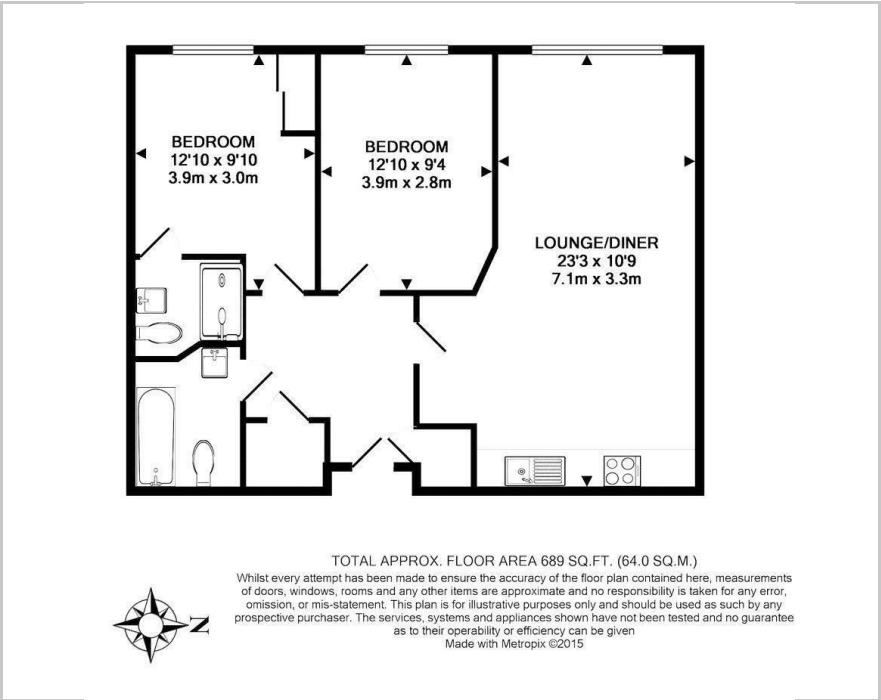 BEDROOM
12'10 x 9'10
3.9m x 3.0m
BEDROOM
12'10 x 9'4
3.9m x 2.8m
LOUNGE/DINER
23'3 x 10'9
7.1m x 3.3m
TOTAL APPROX. FLOOR AREA 689 SQ.FT. (64.0 SQ.M.)
Whilst every attempt has been made to ensure the accuracy of the floor plan contained here, measurements
of doors, windows, rooms and any other items are approximate and no responsibility is taken for any error,
omission, or mis-statement. This plan is for illustrative purposes only and should be used as such by any
prospective purchaser. The services, systems and appliances shown have not been tested and no guarantee
as to their operability or efficiency can be given
Made with Metropix ©2015
N